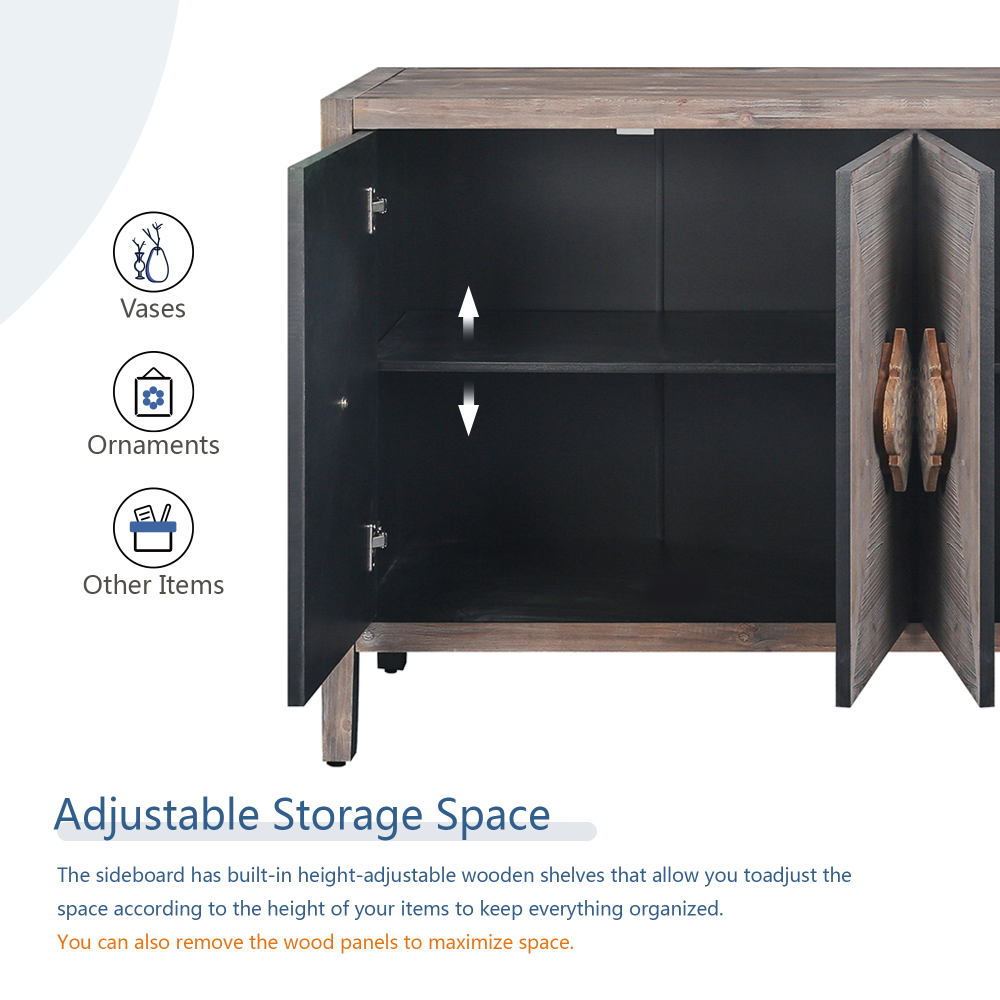 Vases
Ornaments
Other Items
Adjustable Storage Space
The sideboard has built-in height-adjustable wooden shelves that allow you toadjust the
space according to the height of your items to keep everything organized.
You can also remove the wood panels to maximize space.